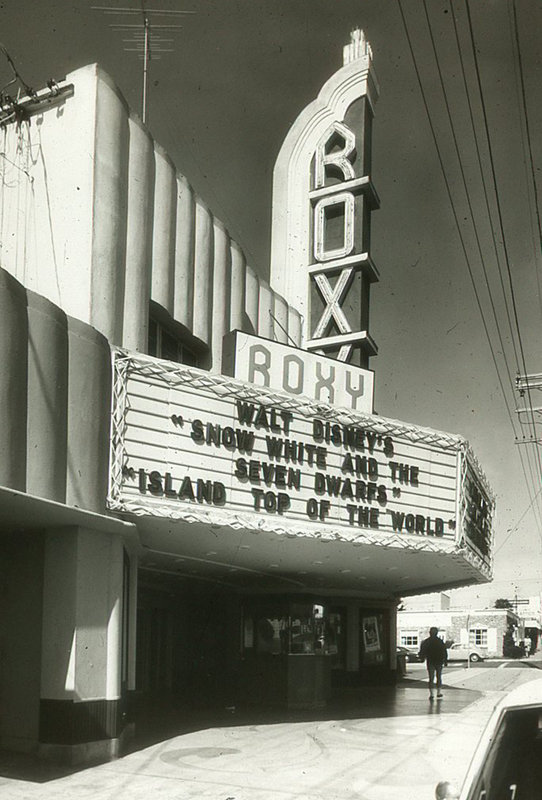 ROXY
ROXY
WALT DISNEY'S
"SNOW WHITE AND THE
SEVEN DWARFS"
"ISLAND TOP OF THE WORLD"